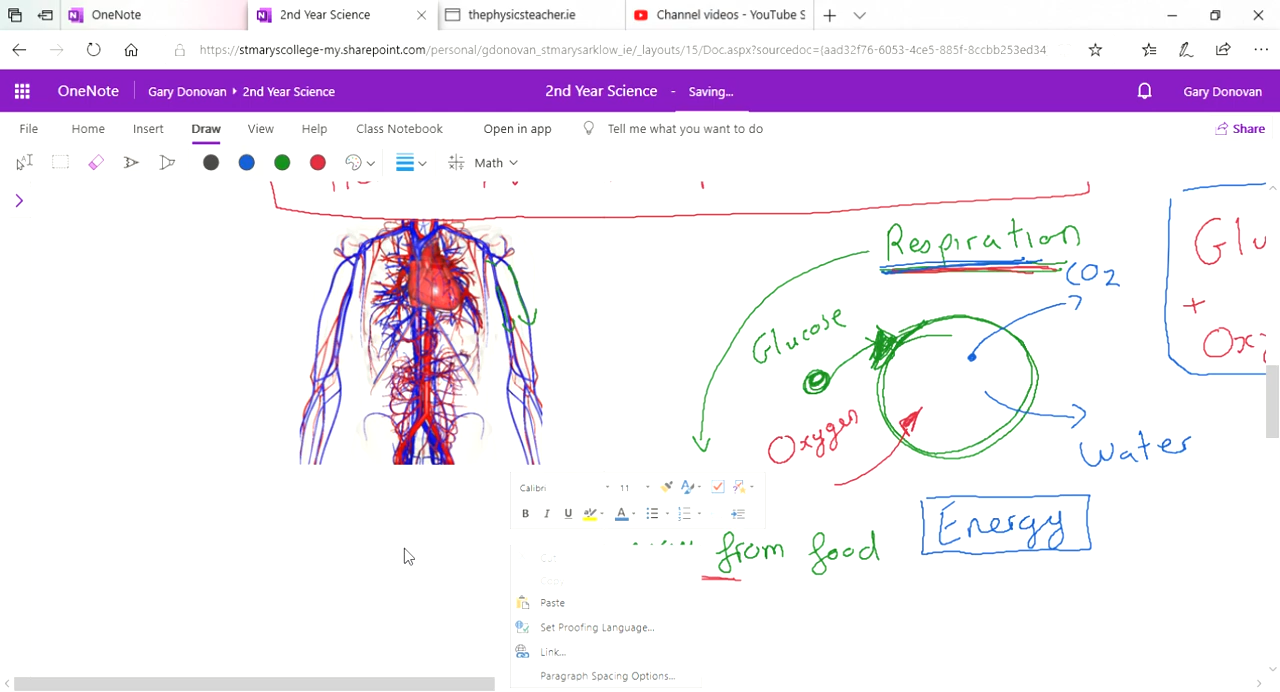 OneNote
2nd Year Science
thephysicsteacher.ie
Channel videos - YouTube S
https://stmaryscollege-my.sharepoint.com/personal/gdonovan_stmarysarklow_ie/_layouts/15/Doc.aspx?sourcedoc={aad32f76-6053-4ce5-885f-8ccbb253ed34
OneNote
Gary Donovan
2nd Year Science
2nd Year Science - Saving...
Gary Donovan
File Home Insert Draw View Help Class Notebook Open in app Tell me what you want to do Share
Math
Respiration
Glu
CO2
+
Glucose
Oxy
Oxygen
Water
Calibri 11
B I U
Energy
from food
Cut
Copy
Paste
Set Proofing Language...
Link...
Paragraph Spacing Options...